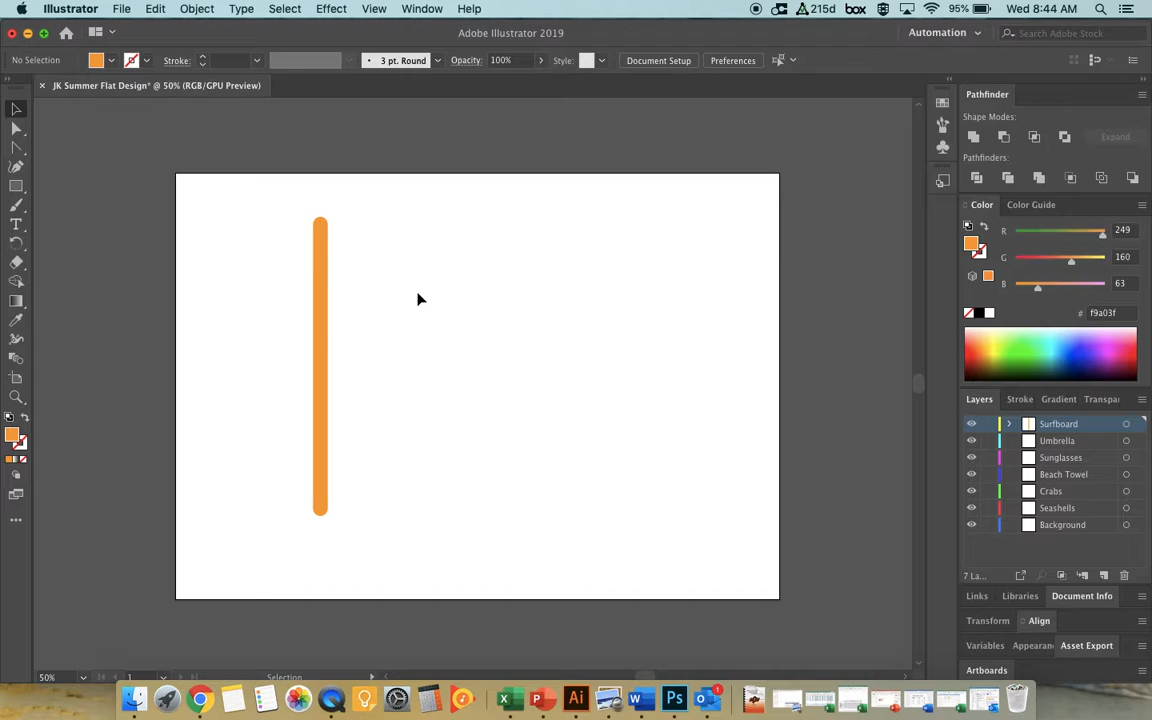 Illustrator File Edit Object Type Select Effect View Window Help 215d box 95% Wed 8:44 AM
Adobe Illustrator 2019 Automation Search Adobe Stock
No Selection Stroke: 3 pt. Round Opacity: 100% Style: Document Setup Preferences
× JK Summer Flat Design* @ 50% (RGB/GPU Preview)
Pathfinder
Shape Modes:
Expand
Pathfinders:
Color Color Guide
R 249
G 160
B 63
# f9a03f
Layers Stroke Gradient Transpa
Surfboard
Umbrella
Sunglasses
Beach Towel
Crabs
Seashells
Background
7 La...
Links Libraries Document Info
Transform Align
Variables Appearan Asset Export
Artboards
50% 1 Selection
1